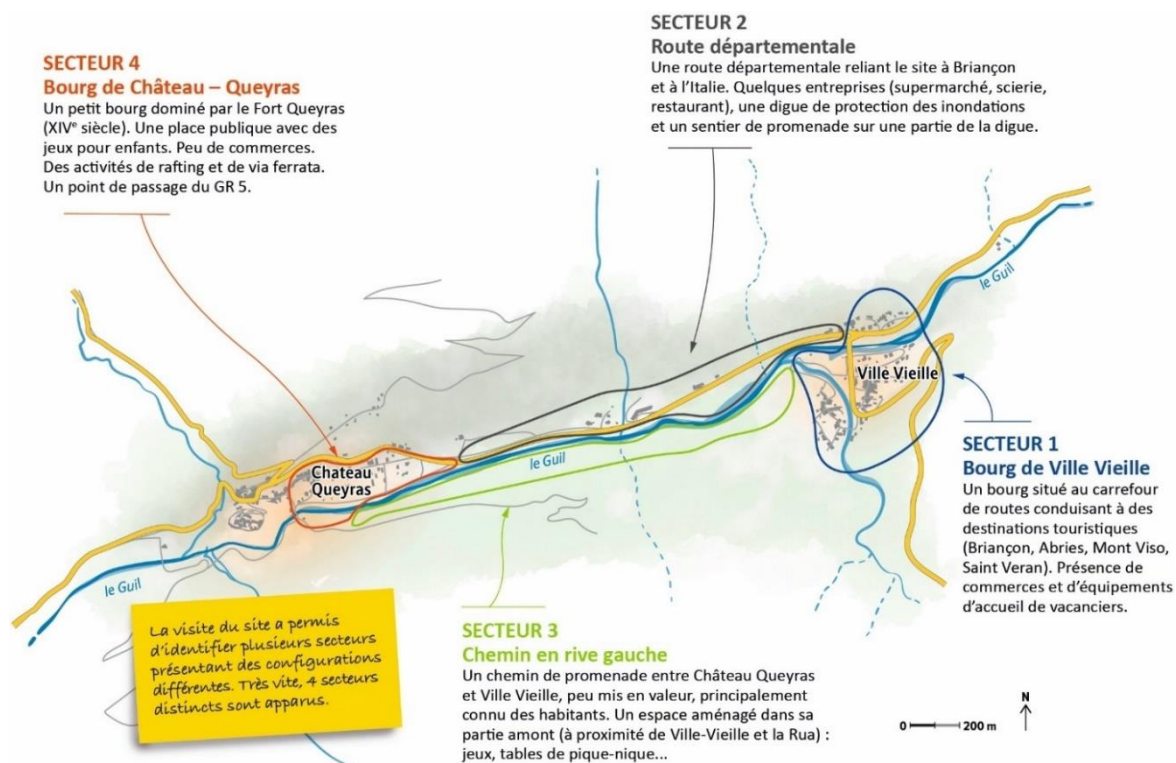 SECTEUR 4
Bourg de Château – Queyras
Un petit bourg dominé par le Fort Queyras
(XIVᵉ siècle). Une place publique avec des
jeux pour enfants. Peu de commerces.
Des activités de rafting et de via ferrata.
Un point de passage du GR 5.
SECTEUR 2
Route départementale
Une route départementale reliant le site à Briançon
et à l’Italie. Quelques entreprises (supermarché, scierie,
restaurant), une digue de protection des inondations
et un sentier de promenade sur une partie de la digue.
le Guil
Ville Vieille
Chateau
Queyras
le Guil
le Guil
SECTEUR 1
Bourg de Ville Vieille
Un bourg situé au carrefour
de routes conduisant à des
destinations touristiques
(Briançon, Abries, Mont Viso,
Saint Veran). Présence de
commerces et d’équipements
d’accueil de vacanciers.
La visite du site a permis
d’identifier plusieurs secteurs
présentant des configurations
différentes. Très vite, 4 secteurs
distincts sont apparus.
SECTEUR 3
Chemin en rive gauche
Un chemin de promenade entre Château Queyras
et Ville Vieille, peu mis en valeur, principalement
connu des habitants. Un espace aménagé dans sa
partie amont (à proximité de Ville-Vieille et la Rua) :
jeux, tables de pique-nique...
N
0 200 m